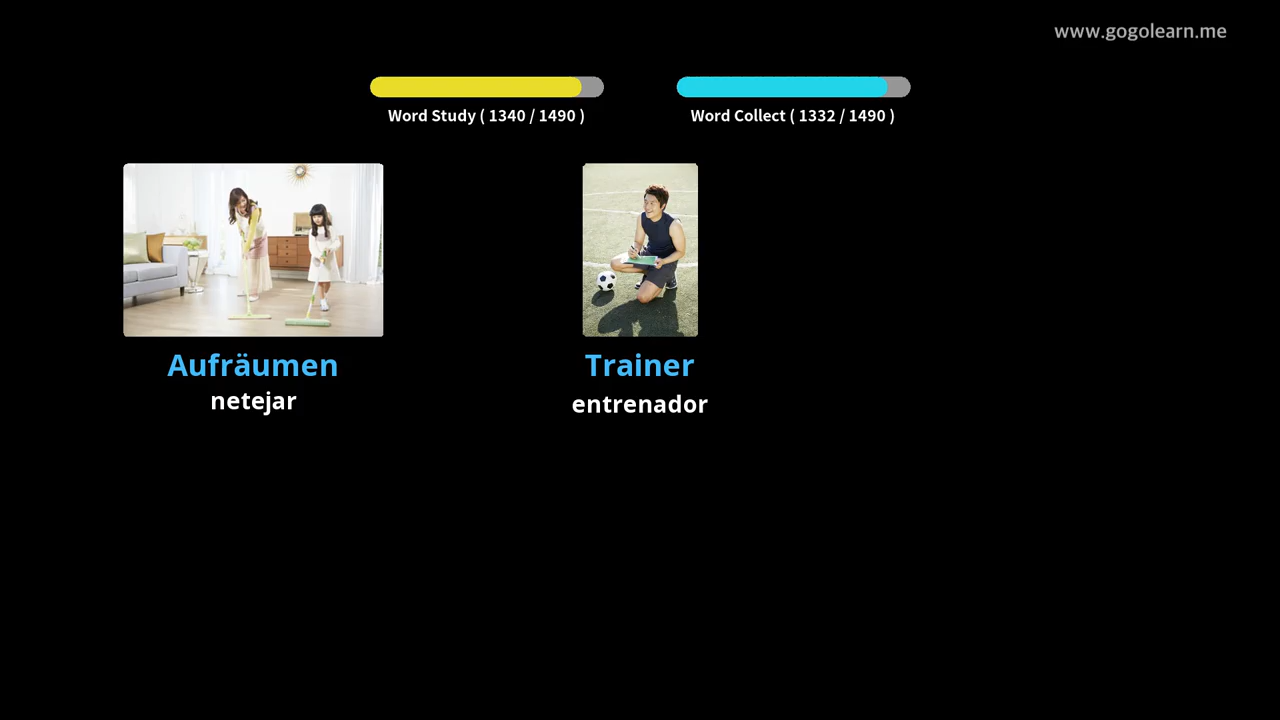 www.gogolearn.me
Word Study ( 1340 / 1490 )
Word Collect ( 1332 / 1490 )
Aufräumen
netejar
Trainer
entrenador